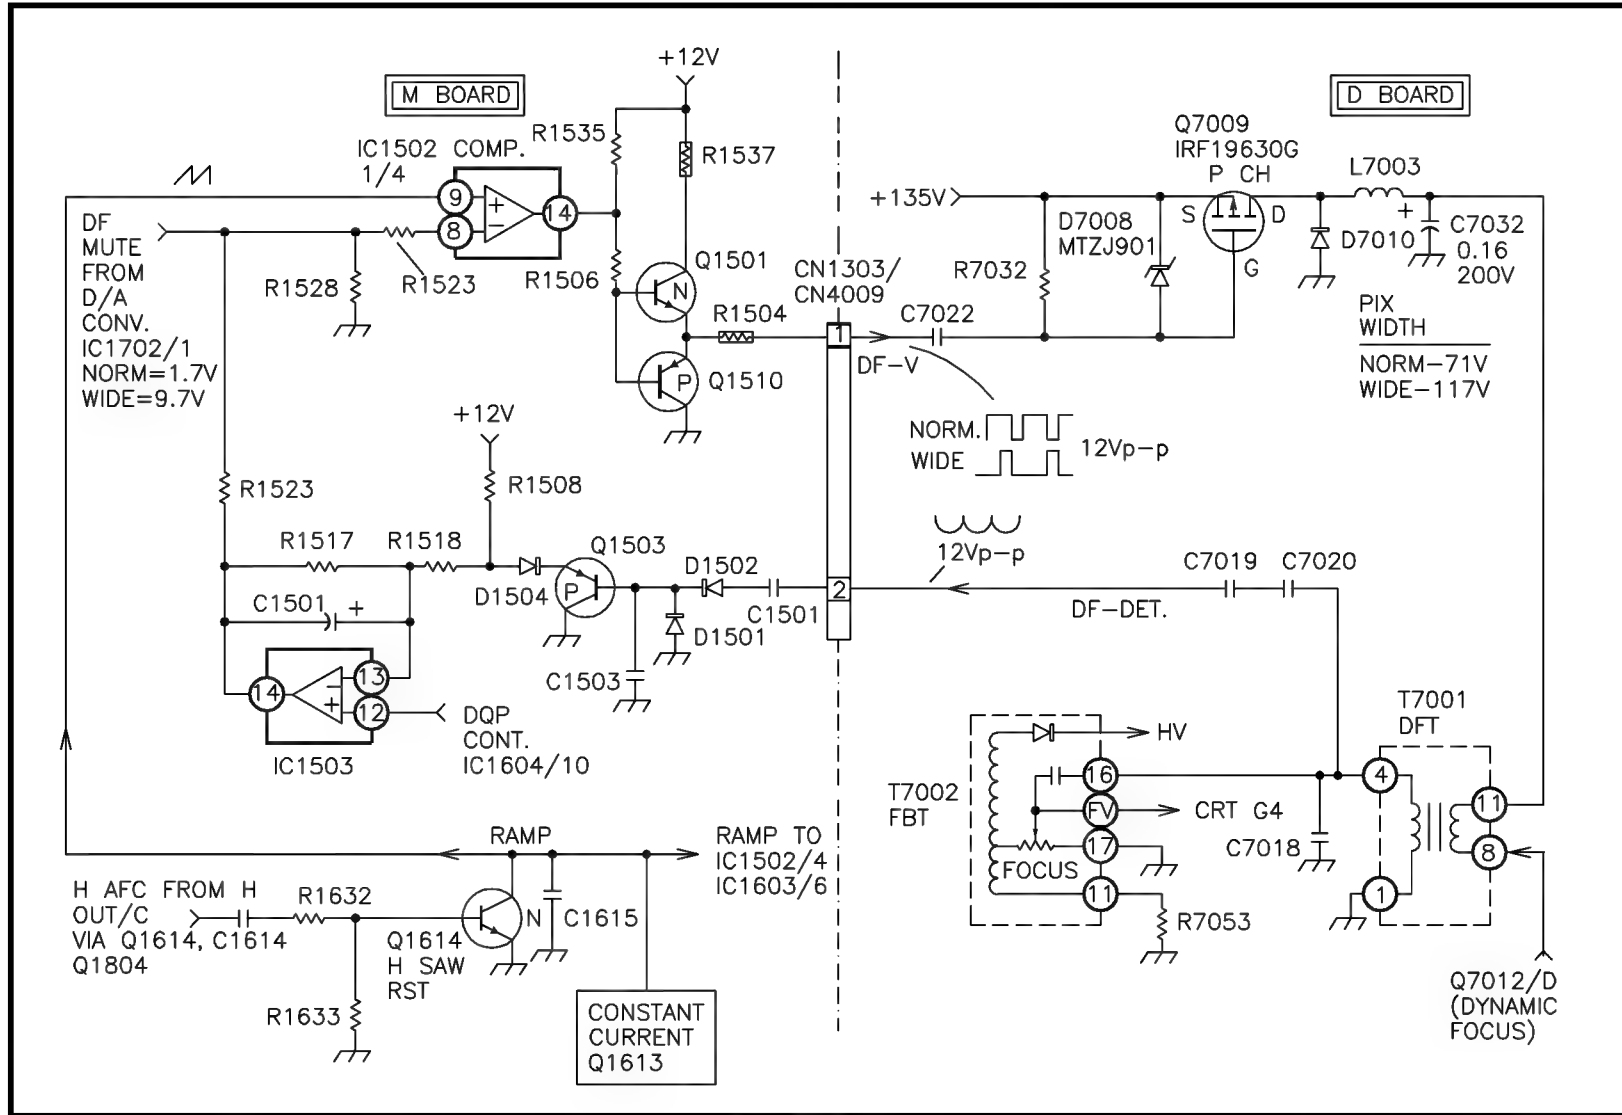 +12V
M BOARD
D BOARD
R1535
IC1502 COMP.
1/4
R1537
9
+
8
−
14
DF
MUTE
FROM
D/A
CONV.
IC1702/1
NORM=1.7V
WIDE=9.7V
R1528
R1523
R1506
Q1501
N
R1504
Q1510
P
CN1303/
CN4009
1
DF-V
C7022
Q7009
IRF19630G
P CH
S
D
G
+135V
D7008
MTZJ901
R7032
L7003
+
D7010
C7032
0.16
200V
PIX
WIDTH
NORM-71V
WIDE-117V
NORM.
WIDE
12Vp-p
+12V
R1508
R1523
R1517
R1518
Q1503
P
D1504
D1502
C1501
D1501
C1503
2
12Vp-p
DF-DET.
C7019
C7020
C1501
+
14
−
+
13
12
IC1503
DQP
CONT.
IC1604/10
T7002
FBT
HV
16
FV
CRT G4
17
FOCUS
11
R7053
C7018
T7001
DFT
4
11
8
1
Q7012/D
(DYNAMIC
FOCUS)
RAMP
RAMP TO
IC1502/4
IC1603/6
H AFC FROM H
OUT/C
VIA Q1614,
Q1804
C1614
R1632
R1633
Q1614
H SAW
RST
N
C1615
CONSTANT
CURRENT
Q1613